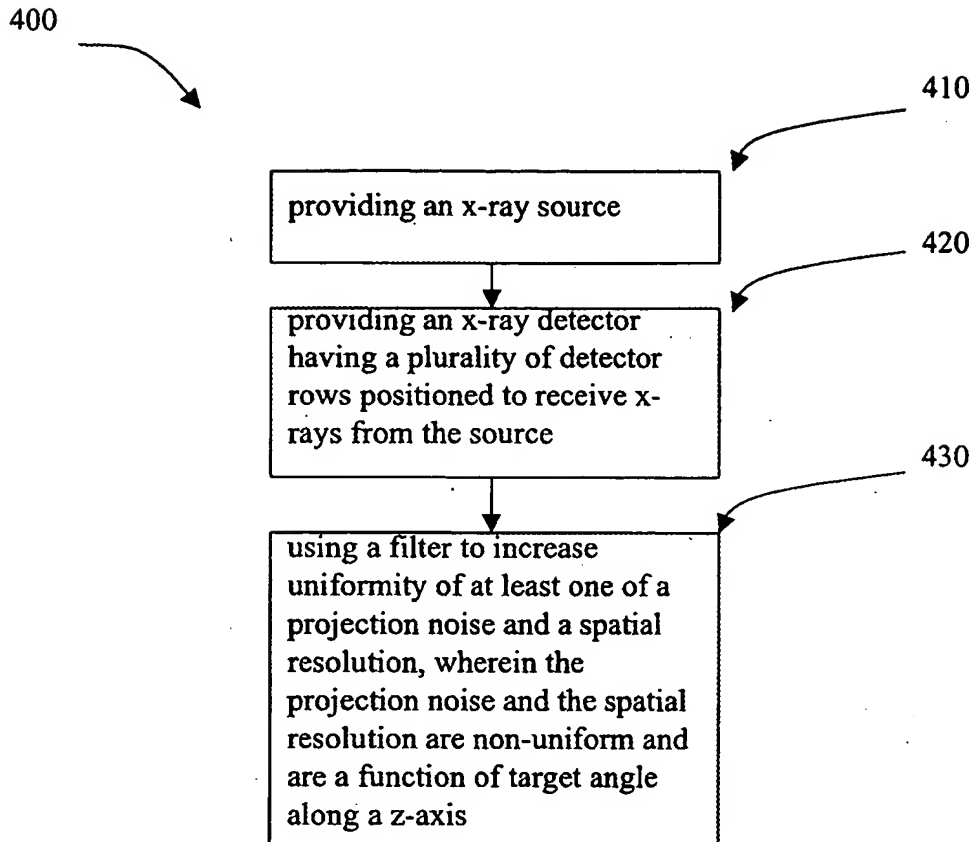 400
410
providing an x-ray source
420
providing an x-ray detector
having a plurality of detector
rows positioned to receive x-
rays from the source
430
using a filter to increase
uniformity of at least one of a
projection noise and a spatial
resolution, wherein the
projection noise and the spatial
resolution are non-uniform and
are a function of target angle
along a z-axis